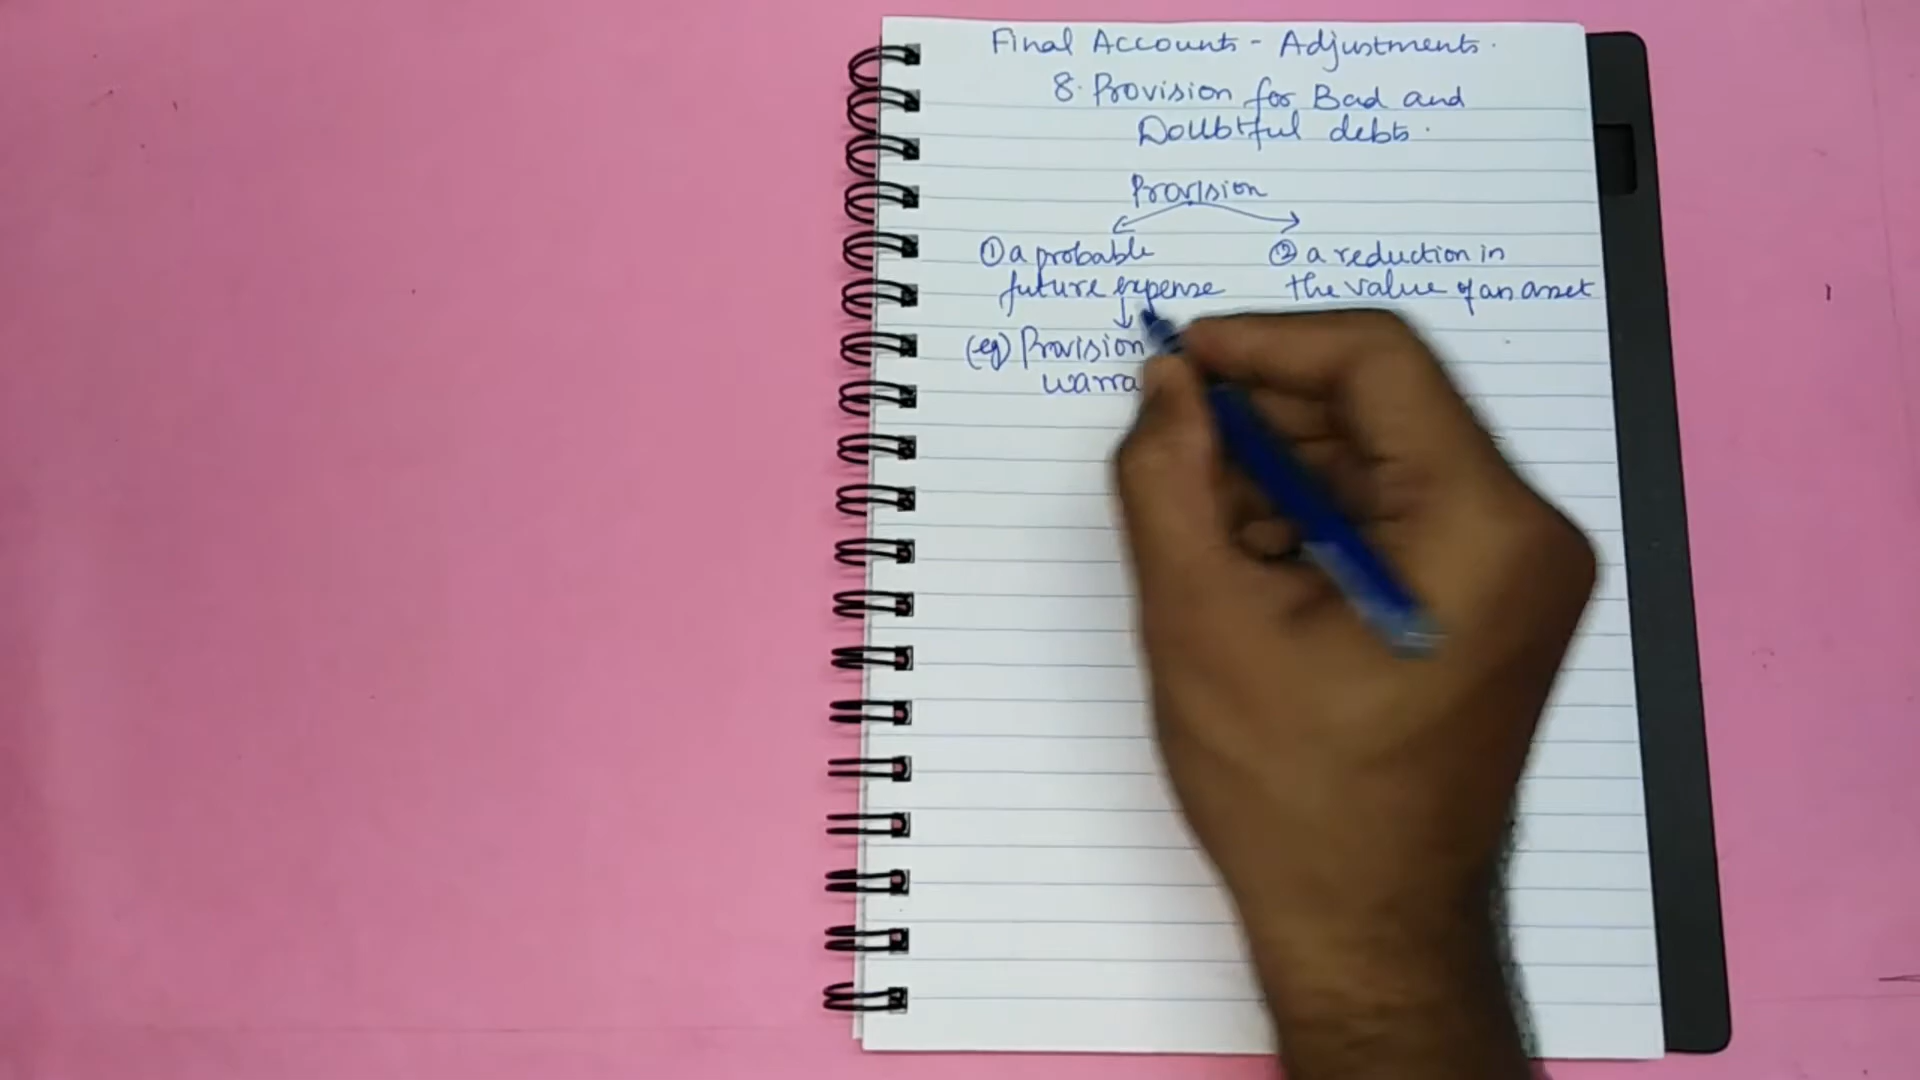 Final Accounts - Adjustments.
8. Provision for Bad and
Doubtful debts.
Provision
① a probable
future expense
② a reduction in
the value of an asset
(eg) Provision
warra